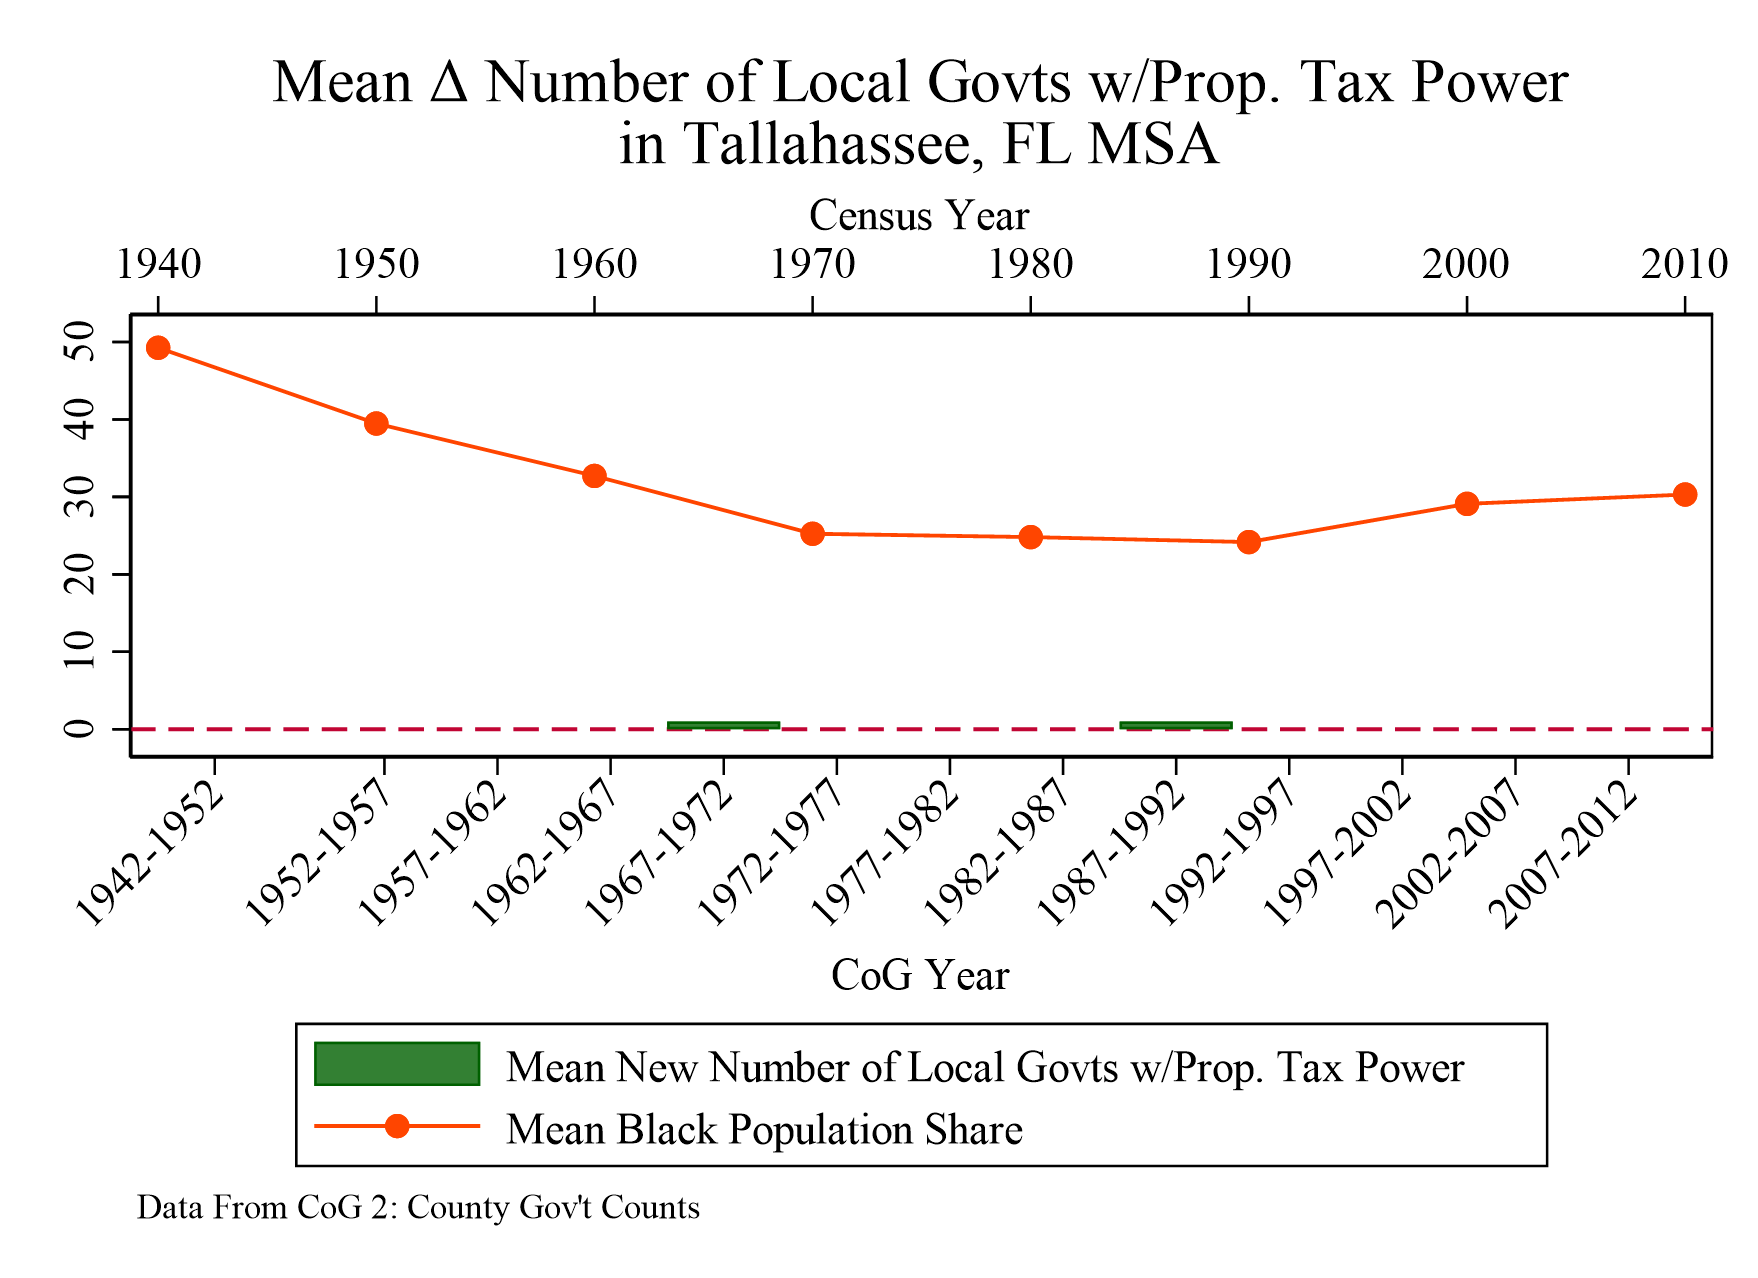 Mean Δ Number of Local Govts w/Prop. Tax Power
in Tallahassee, FL MSA
Census Year
1940 1950 1960 1970 1980 1990 2000 2010
50
40
30
20
10
0
1942-1952 1952-1957 1957-1962 1962-1967 1967-1972 1972-1977 1977-1982 1982-1987 1987-1992 1992-1997 1997-2002 2002-2007 2007-2012
CoG Year
Mean New Number of Local Govts w/Prop. Tax Power
Mean Black Population Share
Data From CoG 2: County Gov't Counts